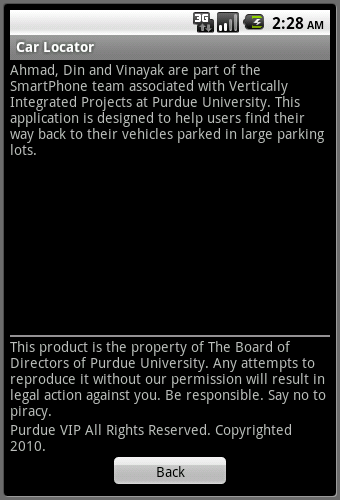 3G
2:28 AM
Car Locator
Ahmad, Din and Vinayak are part of the
SmartPhone team associated with Vertically
Integrated Projects at Purdue University. This
application is designed to help users find their
way back to their vehicles parked in large parking
lots.
This product is the property of The Board of
Directors of Purdue University. Any attempts to
reproduce it without our permission will result in
legal action against you. Be responsible. Say no to
piracy.
Purdue VIP All Rights Reserved. Copyrighted
2010.
Back